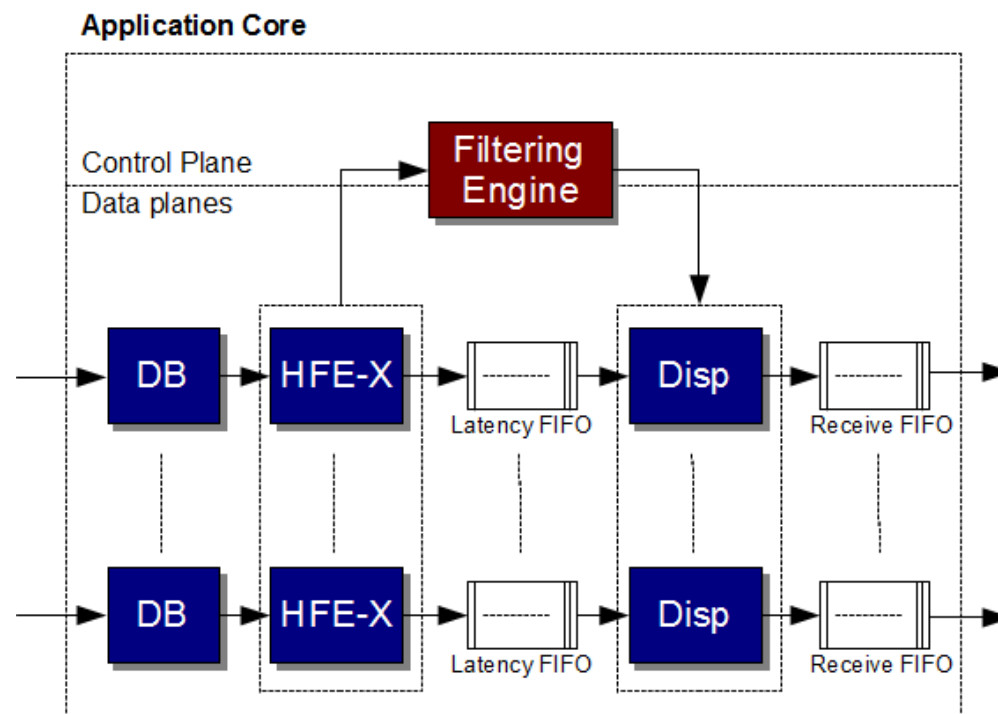 Application Core
Filtering
Engine
Control Plane
Data planes
DB
HFE-X
Disp
Latency FIFO
Receive FIFO
DB
HFE-X
Disp
Latency FIFO
Receive FIFO